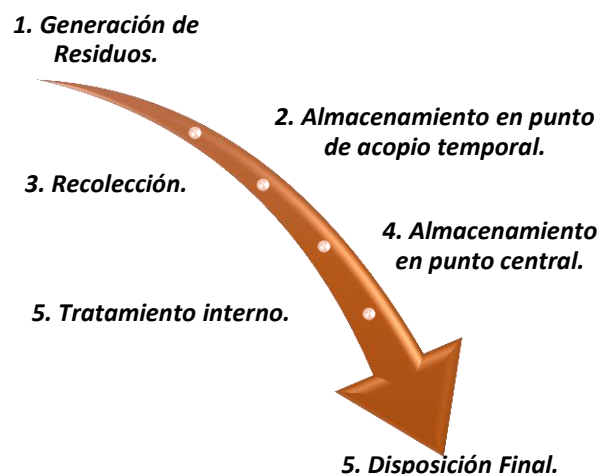 1. Generación de
Residuos.
2. Almacenamiento en punto
de acopio temporal.
3. Recolección.
4. Almacenamiento
en punto central.
5. Tratamiento interno.
5. Disposición Final.